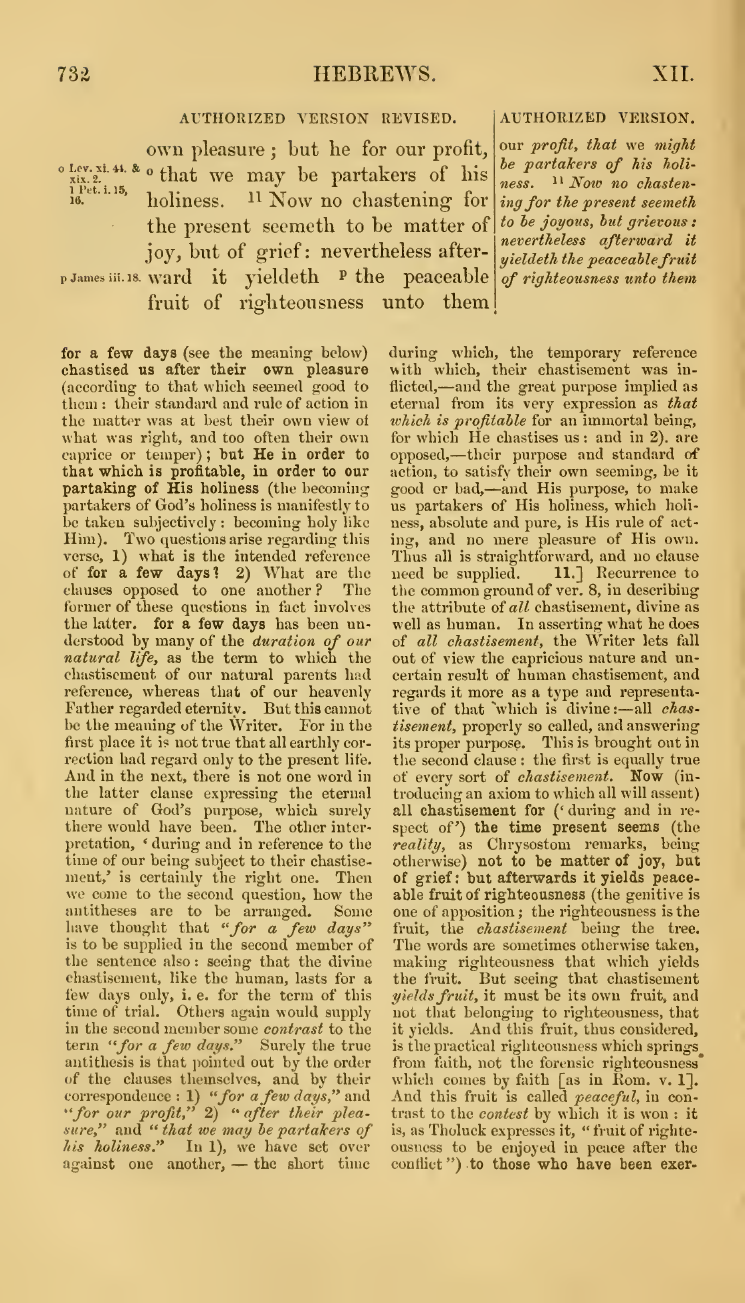 732
HEBREWS.
XII.
AUTHORIZED VERSION REVISED.
own pleasure ; but he for our profit,
o Lev. xi. 44. &
xix. 2.
1 Pet. i. 15,
16.
o that we may be partakers of his
holiness. 11 Now no chastening for
the present seemeth to be matter of
joy, but of grief : nevertheless after-
p James iii. 18.
ward it yieldeth p the peaceable
fruit of righteousness unto them
AUTHORIZED VERSION.
our profit, that we might
be partakers of his holi-
ness. 11 Now no chasten-
ing for the present seemeth
to be joyous, but grievous :
nevertheless afterward it
yieldeth the peaceable fruit
of righteousness unto them
for a few days (see the meaning below)
chastised us after their own pleasure
(according to that which seemed good to
them : their standard and rule of action in
the matter was at best their own view of
what was right, and too often their own
caprice or temper) ; but He in order to
that which is profitable, in order to our
partaking of His holiness (the becoming
partakers of God's holiness is manifestly to
be taken subjectively : becoming holy like
Him). Two questions arise regarding this
verse, 1) what is the intended reference
of for a few days? 2) What are the
clauses opposed to one another ? The
former of these questions in fact involves
the latter. for a few days has been un-
derstood by many of the duration of our
natural life, as the term to which the
chastisement of our natural parents had
reference, whereas that of our heavenly
Father regarded eternity. But this cannot
be the meaning of the Writer. For in the
first place it is not true that all earthly cor-
rection had regard only to the present life.
And in the next, there is not one word in
the latter clause expressing the eternal
nature of God's purpose, which surely
there would have been. The other inter-
pretation, ‘ during and in reference to the
time of our being subject to their chastise-
ment,’ is certainly the right one. Then
we come to the second question, how the
antitheses are to be arranged. Some
have thought that “for a few days”
is to be supplied in the second member of
the sentence also : seeing that the divine
chastisement, like the human, lasts for a
few days only, i. e. for the term of this
time of trial. Others again would supply
in the second member some contrast to the
term “for a few days.” Surely the true
antithesis is that pointed out by the order
of the clauses themselves, and by their
correspondence : 1) “for a few days,” and
“for our profit,” 2) “ after their plea-
sure,” and “ that we may be partakers of
his holiness.” In 1), we have set over
against one another, — the short time
during which, the temporary reference
with which, their chastisement was in-
flicted,—and the great purpose implied as
eternal from its very expression as that
which is profitable for an immortal being,
for which He chastises us : and in 2). are
opposed,—their purpose and standard of
action, to satisfy their own seeming, be it
good or bad,—and His purpose, to make
us partakers of His holiness, which holi-
ness, absolute and pure, is His rule of act-
ing, and no mere pleasure of His own.
Thus all is straightforward, and no clause
need be supplied. 11.] Recurrence to
the common ground of ver. 8, in describing
the attribute of all chastisement, divine as
well as human. In asserting what he does
of all chastisement, the Writer lets fall
out of view the capricious nature and un-
certain result of human chastisement, and
regards it more as a type and representa-
tive of that which is divine :—all chas-
tisement, properly so called, and answering
its proper purpose. This is brought out in
the second clause : the first is equally true
of every sort of chastisement. Now (in-
troducing an axiom to which all will assent)
all chastisement for (‘ during and in re-
spect of’) the time present seems (the
reality, as Chrysostom remarks, being
otherwise) not to be matter of joy, but
of grief : but afterwards it yields peace-
able fruit of righteousness (the genitive is
one of apposition ; the righteousness is the
fruit, the chastisement being the tree.
The words are sometimes otherwise taken,
making righteousness that which yields
the fruit. But seeing that chastisement
yields fruit, it must be its own fruit, and
not that belonging to righteousness, that
it yields. And this fruit, thus considered,
is the practical righteousness which springs
from faith, not the forensic righteousness
which comes by faith [as in Rom. v. 1].
And this fruit is called peaceful, in con-
trast to the contest by which it is won : it
is, as Tholuck expresses it, “ fruit of righte-
ousness to be enjoyed in peace after the
conflict ”) to those who have been exer-